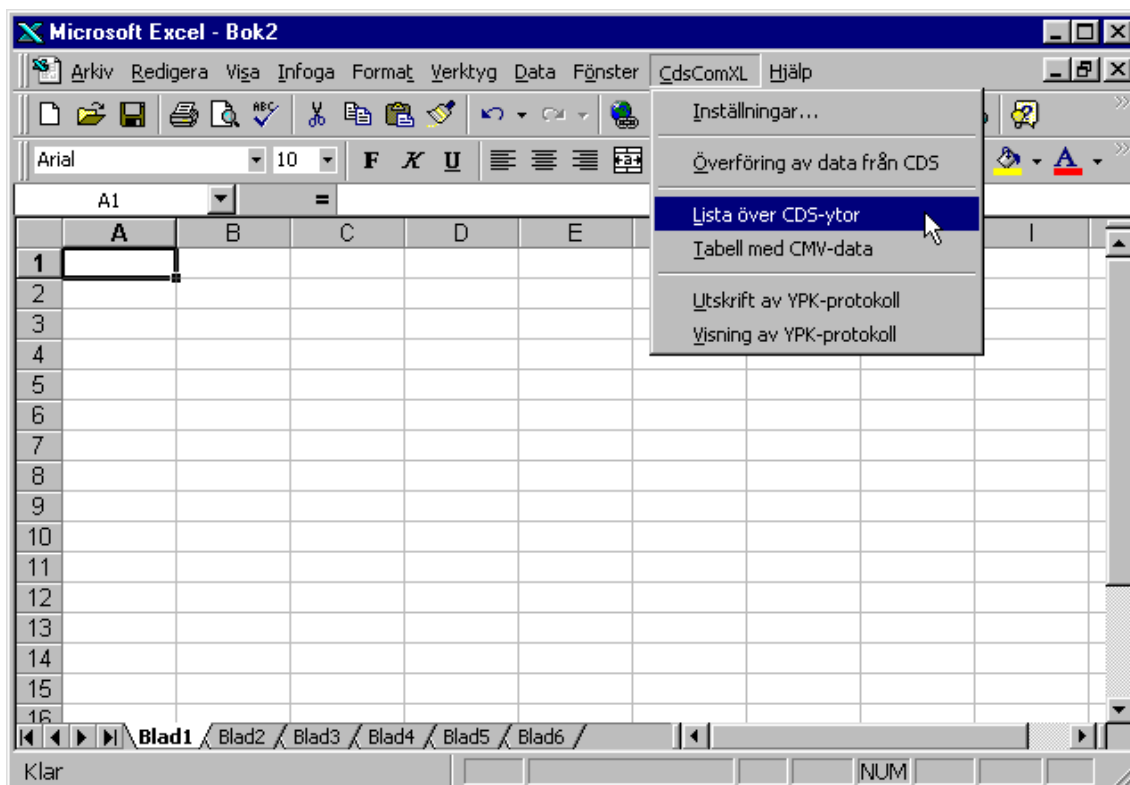 Microsoft Excel - Bok2
Arkiv Redigera Visa Infoga Format Verktyg Data Fönster CdsComXL Hjälp
ABC
Arial 10 F K U a A
A1 =
Inställningar...
Överföring av data från CDS
Lista över CDS-ytor
Tabell med CMV-data
Utskrift av YPK-protokoll
Visning av YPK-protokoll
A B C D E I
1
2
3
4
5
6
7
8
9
10
11
12
13
14
15
16
Blad1 Blad2 Blad3 Blad4 Blad5 Blad6
Klar NUM